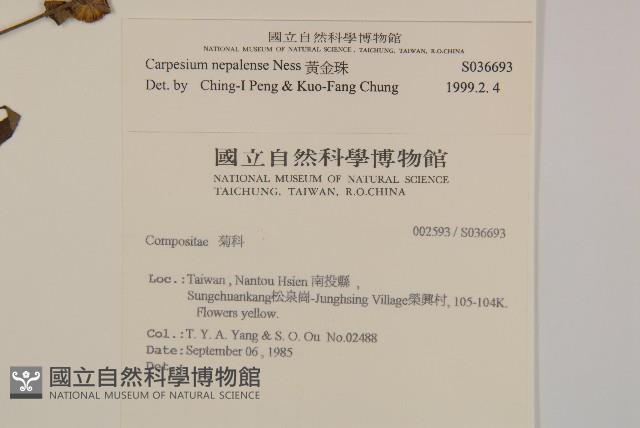 國立自然科學博物館
NATIONAL MUSEUM OF NATURAL SCIENCE, TAICHUNG, TAIWAN, R.O.CHINA
Carpesium nepalense Ness 黃金珠 S036693
Det. by Ching-I Peng & Kuo-Fang Chung 1999.2. 4
國立自然科學博物館
NATIONAL MUSEUM OF NATURAL SCIENCE
TAICHUNG, TAIWAN, R.O.CHINA
002593 / S036693
Compositae 菊科
Loc.: Taiwan , Nantou Hsien 南投縣 ,
Sungchuankang松泉崗-Junghsing Village榮興村, 105-104K.
Flowers yellow.
Col.: T. Y. A. Yang & S. O. Ou No.02488
Date: September 06 , 1985
Det.:
國立自然科學博物館
NATIONAL MUSEUM OF NATURAL SCIENCE